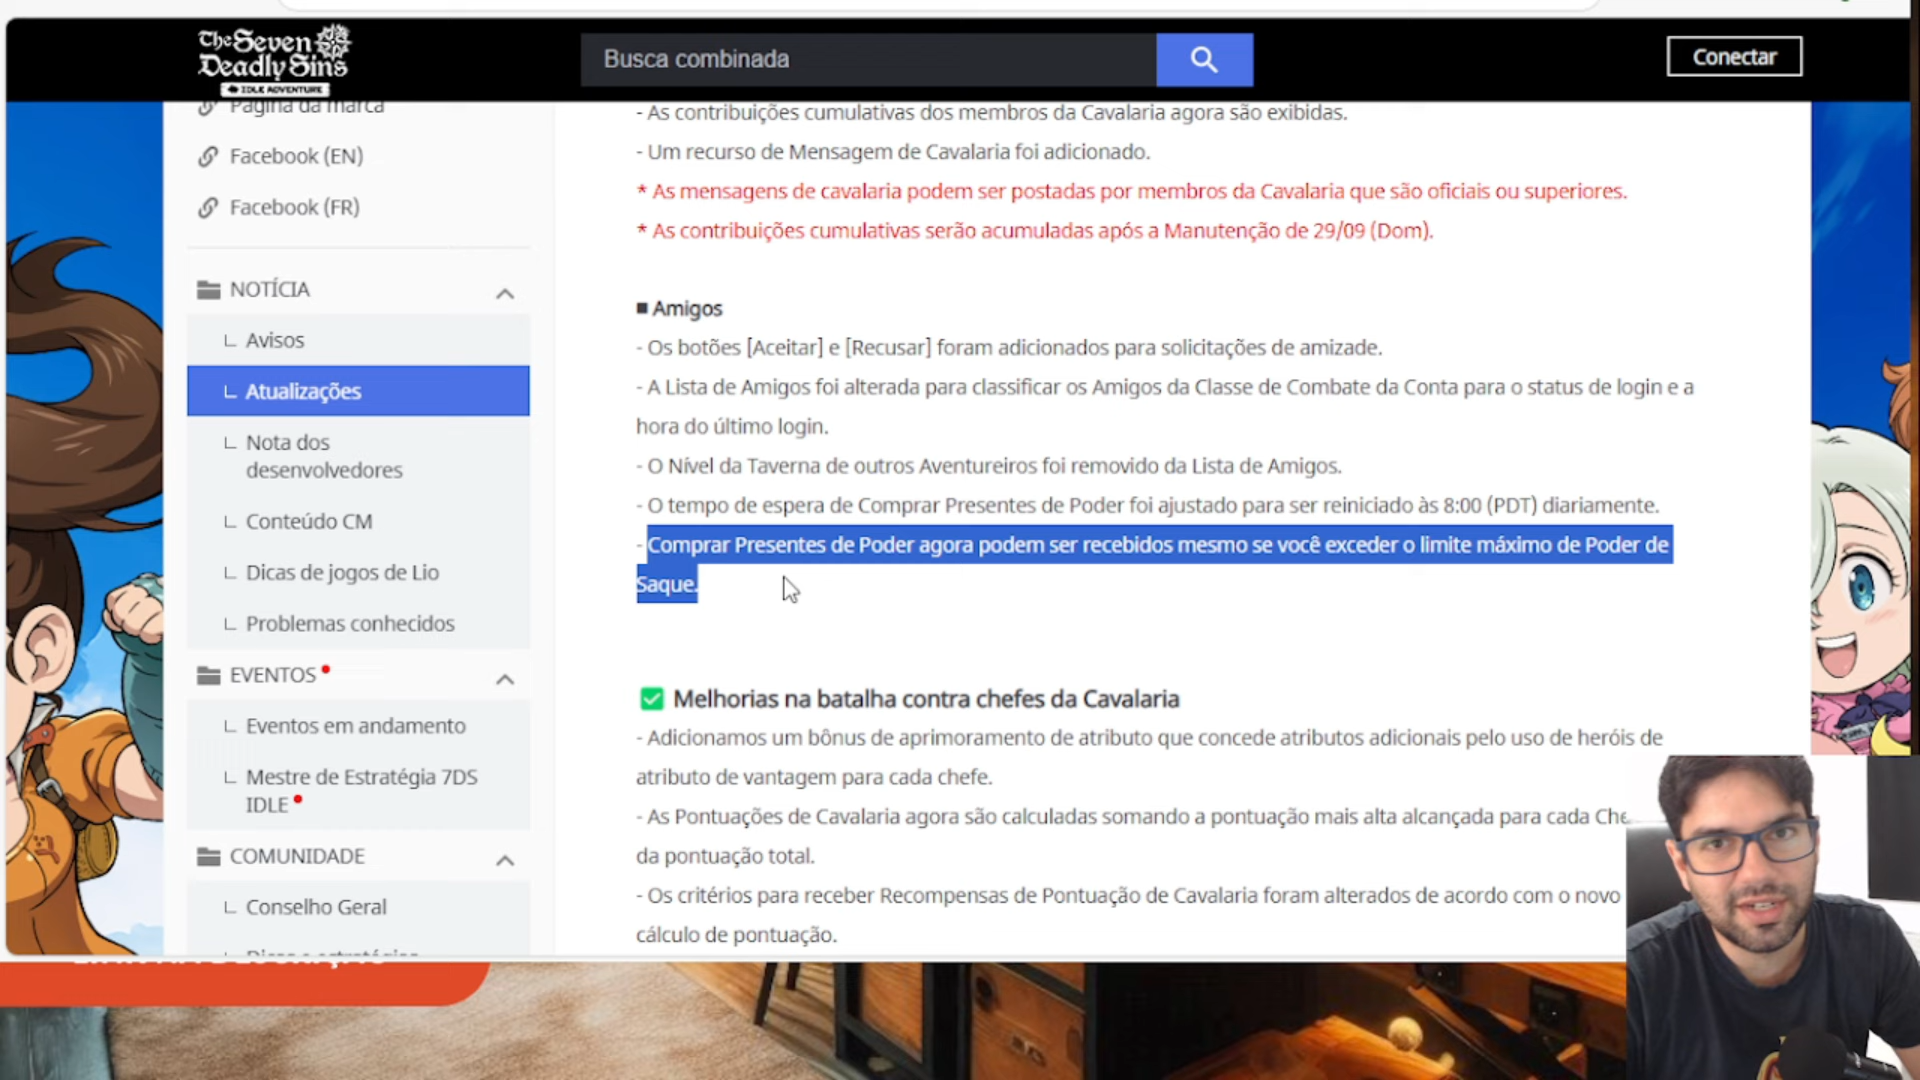 The Seven
Deadly Sins
IDLE ADVENTURE
Busca combinada
Conectar
Página da marca
Facebook (EN)
Facebook (FR)
NOTÍCIA
Avisos
Atualizações
Nota dos
desenvolvedores
Conteúdo CM
Dicas de jogos de Lio
Problemas conhecidos
EVENTOS
Eventos em andamento
Mestre de Estratégia 7DS
IDLE
COMUNIDADE
Conselho Geral
- As contribuições cumulativas dos membros da Cavalaria agora são exibidas.
- Um recurso de Mensagem de Cavalaria foi adicionado.
* As mensagens de cavalaria podem ser postadas por membros da Cavalaria que são oficiais ou superiores.
* As contribuições cumulativas serão acumuladas após a Manutenção de 29/09 (Dom).
■ Amigos
- Os botões [Aceitar] e [Recusar] foram adicionados para solicitações de amizade.
- A Lista de Amigos foi alterada para classificar os Amigos da Classe de Combate da Conta para o status de login e a
hora do último login.
- O Nível da Taverna de outros Aventureiros foi removido da Lista de Amigos.
- O tempo de espera de Comprar Presentes de Poder foi ajustado para ser reiniciado às 8:00 (PDT) diariamente.
- Comprar Presentes de Poder agora podem ser recebidos mesmo se você exceder o limite máximo de Poder de
Saque.
✅ Melhorias na batalha contra chefes da Cavalaria
- Adicionamos um bônus de aprimoramento de atributo que concede atributos adicionais pelo uso de heróis de
atributo de vantagem para cada chefe.
- As Pontuações de Cavalaria agora são calculadas somando a pontuação mais alta alcançada para cada Che
da pontuação total.
- Os critérios para receber Recompensas de Pontuação de Cavalaria foram alterados de acordo com o novo
cálculo de pontuação.